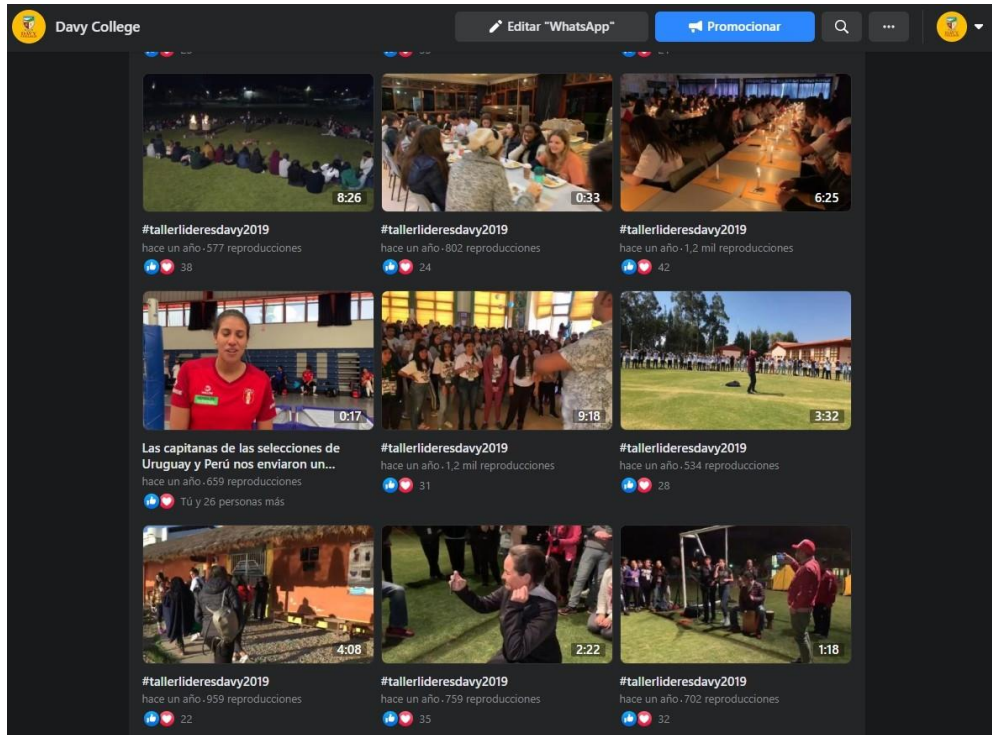 Davy College
Editar "WhatsApp"
Promocionar
8:26
0:33
6:25
#tallerlideresdavy2019
#tallerlideresdavy2019
#tallerlideresdavy2019
hace un año · 577 reproducciones
hace un año · 802 reproducciones
hace un año · 1,2 mil reproducciones
38
24
42
0:17
9:18
3:32
Las capitanas de las selecciones de
Uruguay y Perú nos enviaron un...
hace un año · 659 reproducciones
Tú y 26 personas más
#tallerlideresdavy2019
hace un año · 1,2 mil reproducciones
31
#tallerlideresdavy2019
hace un año · 534 reproducciones
28
4:08
2:22
1:18
#tallerlideresdavy2019
#tallerlideresdavy2019
#tallerlideresdavy2019
hace un año · 959 reproducciones
hace un año · 759 reproducciones
hace un año · 702 reproducciones
22
35
32